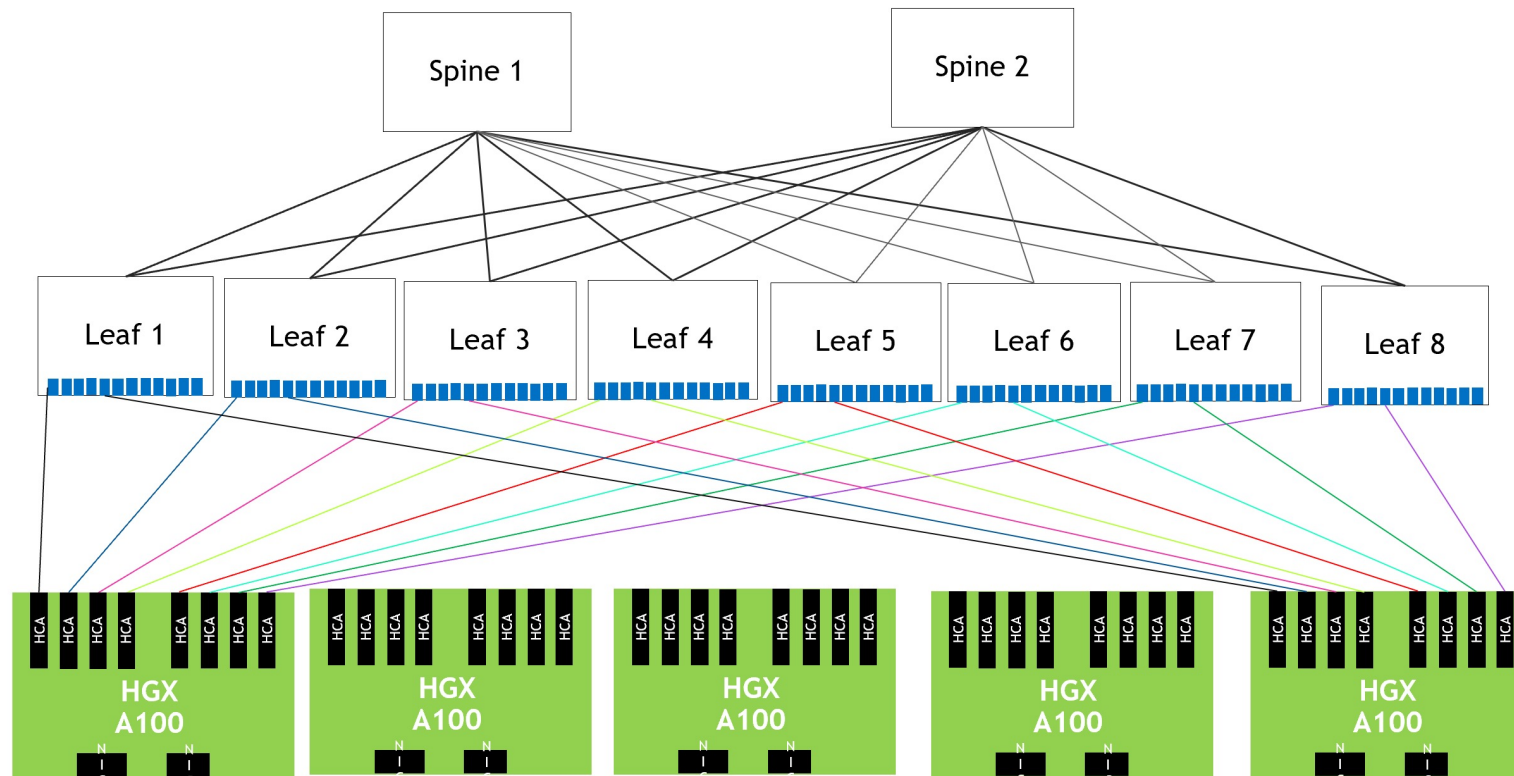 Spine 1
Spine 2
Leaf 1
Leaf 2
Leaf 3
Leaf 4
Leaf 5
Leaf 6
Leaf 7
Leaf 8
HCA
HCA
HCA
HCA
HCA
HCA
HCA
HCA
HGX
A100
HCA
HCA
HCA
HCA
HCA
HCA
HCA
HCA
HGX
A100
HCA
HCA
HCA
HCA
HCA
HCA
HCA
HCA
HGX
A100
HCA
HCA
HCA
HCA
HCA
HCA
HCA
HCA
HGX
A100
HCA
HCA
HCA
HCA
HCA
HCA
HCA
HCA
HGX
A100